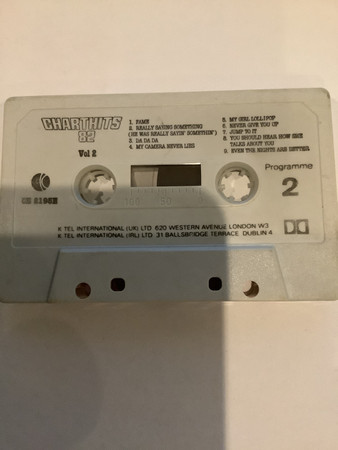 CHARTHITS
82
Vol 2
1. FAME
2. REALLY SAYING SOMETHING
(HE WAS REALLY SAYIN' SOMETHIN')
3. DA DA DA
4. MY CAMERA NEVER LIES
5. MY GIRL LOLLIPOP
6. NEVER GIVE YOU UP
7. JUMP TO IT
8. YOU SHOULD HEAR HOW SHE
TALKS ABOUT YOU
9. EVEN THE NIGHTS ARE BETTER
K
Programme
2
K TEL INTERNATIONAL (UK) LTD 620 WESTERN AVENUE LONDON W3
K TEL INTERNATIONAL (IRL) LTD 31 BALLSBRIDGE TERRACE DUBLIN 4